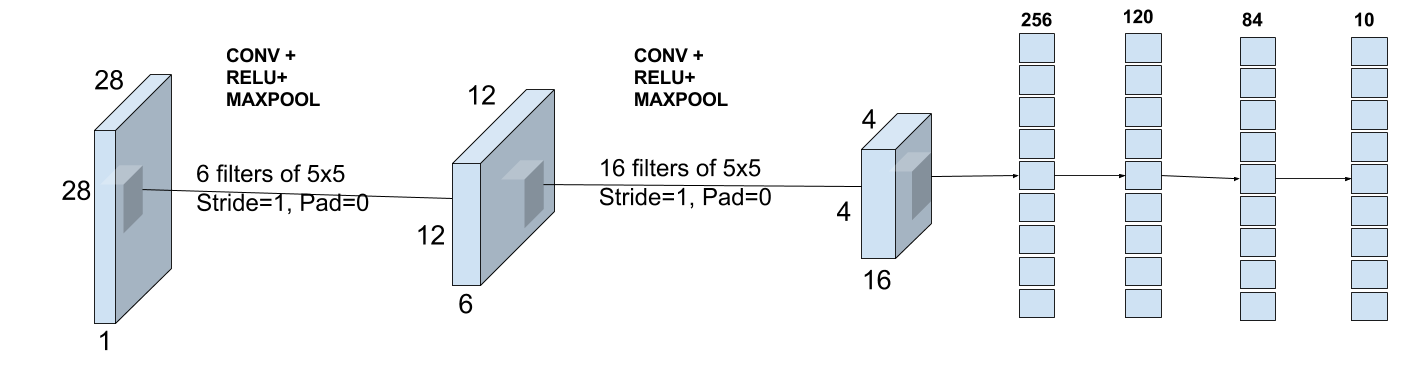 28
28
1
CONV +
RELU+
MAXPOOL
6 filters of 5x5
Stride=1, Pad=0
12
12
6
CONV +
RELU+
MAXPOOL
16 filters of 5x5
Stride=1, Pad=0
4
4
16
256
120
84
10